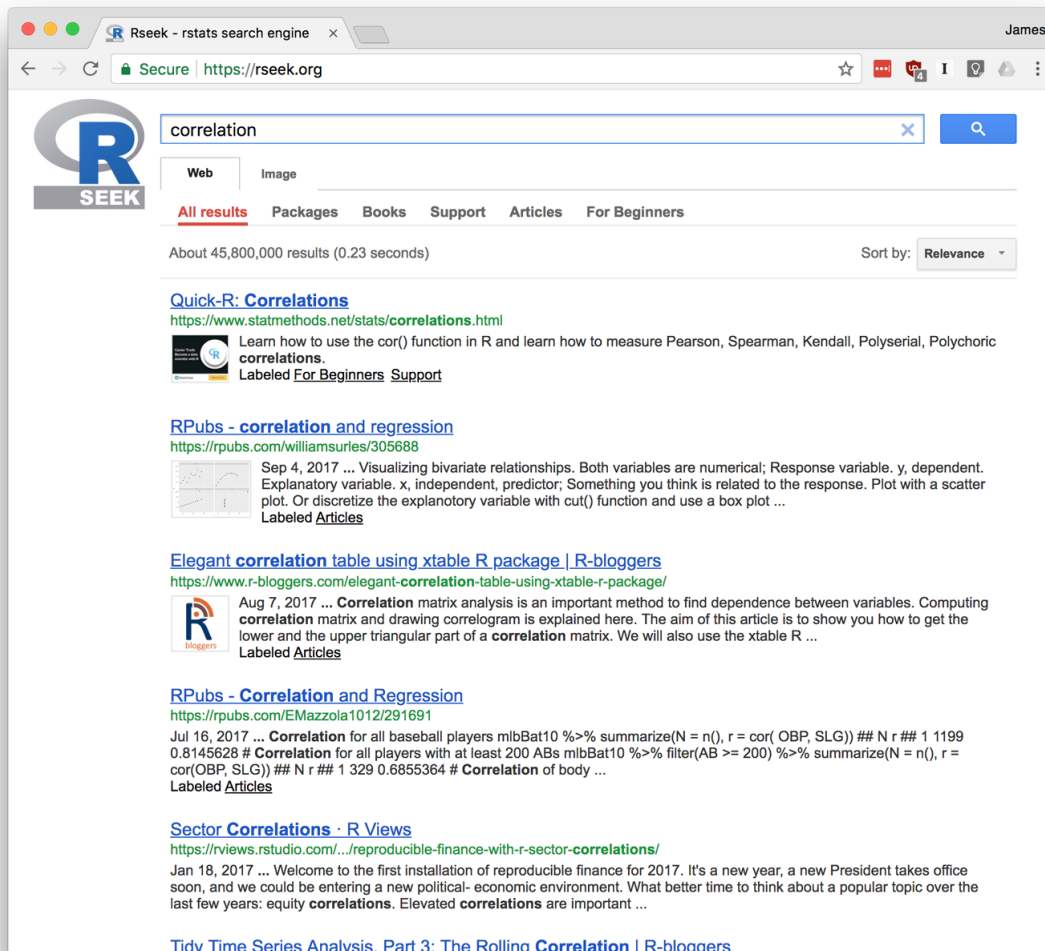 Rseek - rstats search engine
James
Secure https://rseek.org
4
R
SEEK
correlation
Web Image
All results Packages Books Support Articles For Beginners
About 45,800,000 results (0.23 seconds)
Sort by: Relevance
Quick-R: Correlations
https://www.statmethods.net/stats/correlations.html
Learn how to use the cor() function in R and learn how to measure Pearson, Spearman, Kendall, Polyserial, Polychoric
correlations.
Labeled For Beginners Support
RPubs - correlation and regression
https://rpubs.com/williamsurles/305688
Sep 4, 2017 ... Visualizing bivariate relationships. Both variables are numerical; Response variable. y, dependent.
Explanatory variable. x, independent, predictor; Something you think is related to the response. Plot with a scatter
plot. Or discretize the explanotory variable with cut() function and use a box plot ...
Labeled Articles
Elegant correlation table using xtable R package | R-bloggers
https://www.r-bloggers.com/elegant-correlation-table-using-xtable-r-package/
R
bloggers
Aug 7, 2017 ... Correlation matrix analysis is an important method to find dependence between variables. Computing
correlation matrix and drawing correlogram is explained here. The aim of this article is to show you how to get the
lower and the upper triangular part of a correlation matrix. We will also use the xtable R ...
Labeled Articles
RPubs - Correlation and Regression
https://rpubs.com/EMazzola1012/291691
Jul 16, 2017 ... Correlation for all baseball players mlbBat10 %>% summarize(N = n(), r = cor( OBP, SLG)) ## N r ## 1 1199
0.8145628 # Correlation for all players with at least 200 ABs mlbBat10 %>% filter(AB >= 200) %>% summarize(N = n(), r =
cor(OBP, SLG)) ## N r ## 1 329 0.6855364 # Correlation of body ...
Labeled Articles
Sector Correlations · R Views
https://rviews.rstudio.com/.../reproducible-finance-with-r-sector-correlations/
Jan 18, 2017 ... Welcome to the first installation of reproducible finance for 2017. It's a new year, a new President takes office
soon, and we could be entering a new political- economic environment. What better time to think about a popular topic over the
last few years: equity correlations. Elevated correlations are important ...
Tidy Time Series Analysis, Part 3: The Rolling Correlation | R-bloggers